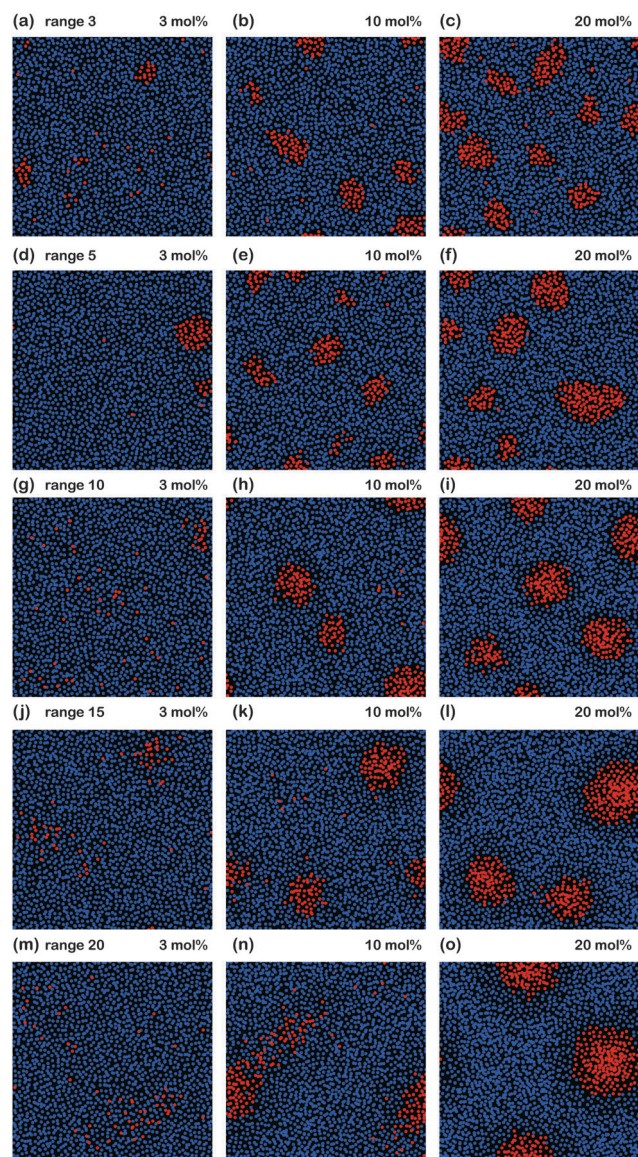 (a) range 3 3 mol% (b) 10 mol% (c) 20 mol%
(d) range 5 3 mol% (e) 10 mol% (f) 20 mol%
(g) range 10 3 mol% (h) 10 mol% (i) 20 mol%
(j) range 15 3 mol% (k) 10 mol% (l) 20 mol%
(m) range 20 3 mol% (n) 10 mol% (o) 20 mol%